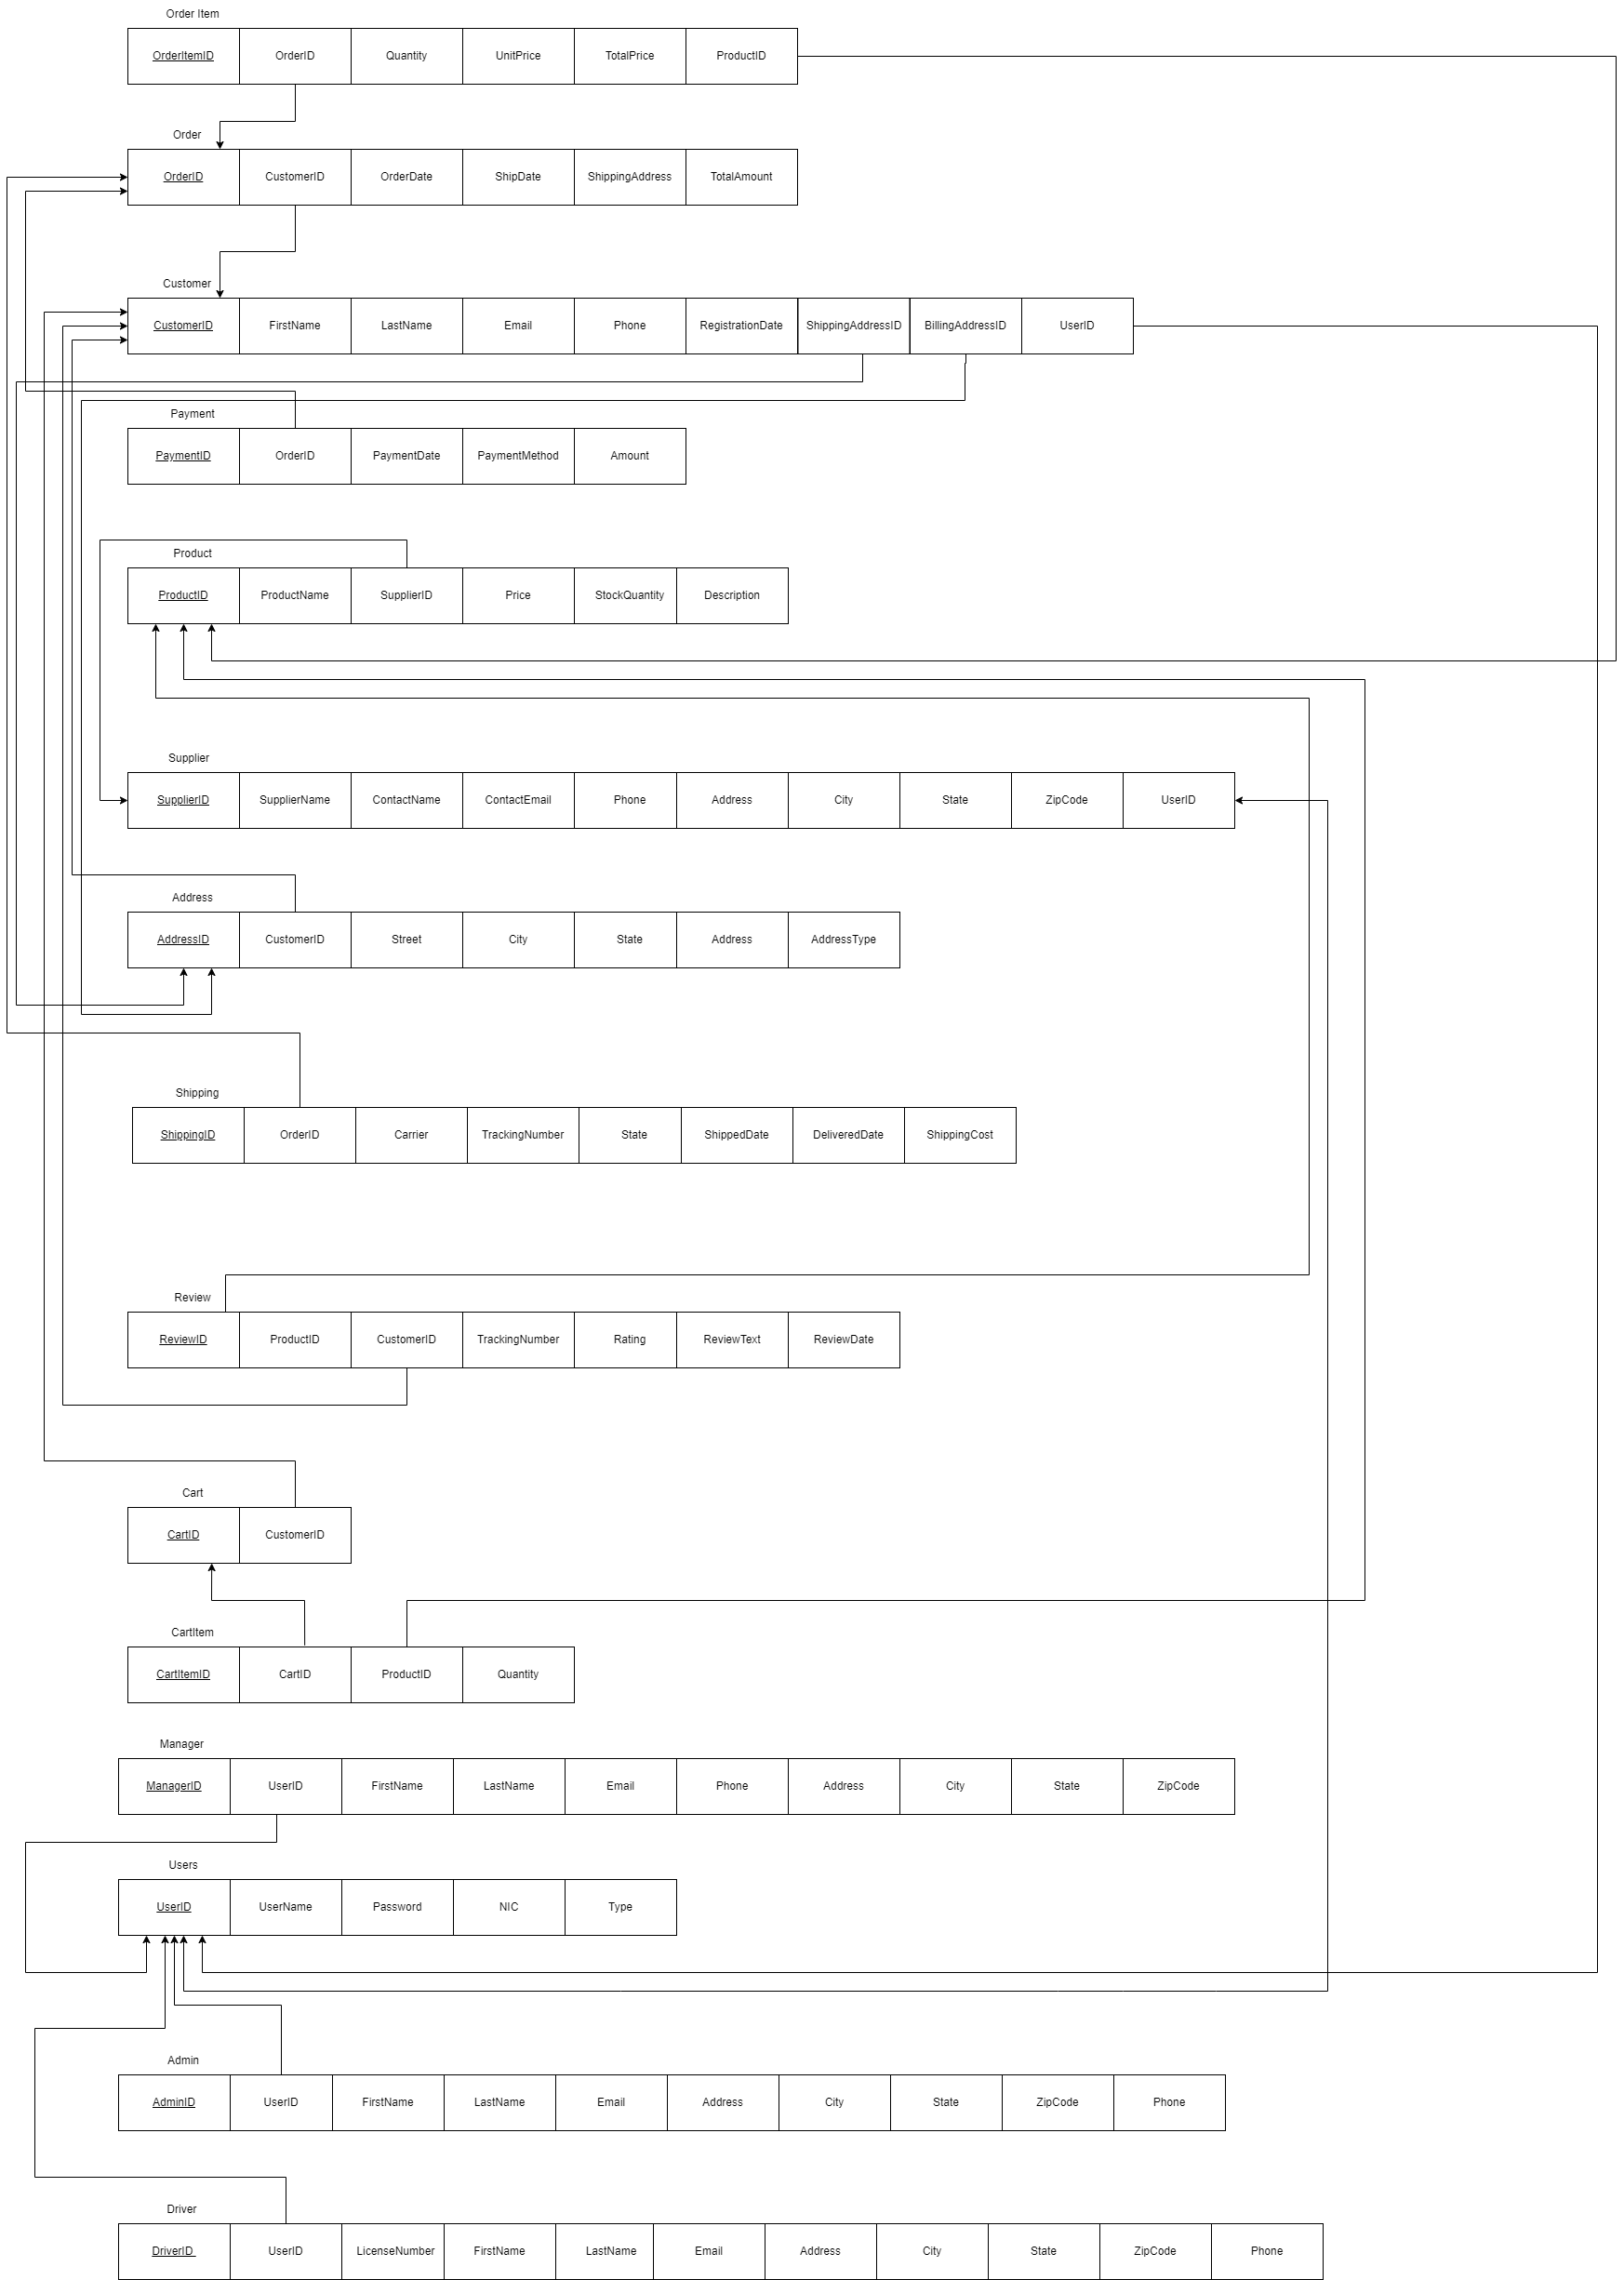 Order Item
OrderItemID OrderID Quantity UnitPrice TotalPrice ProductID
Order
OrderID CustomerID OrderDate ShipDate ShippingAddress TotalAmount
Customer
CustomerID FirstName LastName Email Phone RegistrationDate ShippingAddressID BillingAddressID UserID
Payment
PaymentID OrderID PaymentDate PaymentMethod Amount
Product
ProductID ProductName SupplierID Price StockQuantity Description
Supplier
SupplierID SupplierName ContactName ContactEmail Phone Address City State ZipCode UserID
Address
AddressID CustomerID Street City State Address AddressType
Shipping
ShippingID OrderID Carrier TrackingNumber State ShippedDate DeliveredDate ShippingCost
Review
ReviewID ProductID CustomerID TrackingNumber Rating ReviewText ReviewDate
Cart
CartID CustomerID
CartItem
CartItemID CartID ProductID Quantity
Manager
ManagerID UserID FirstName LastName Email Phone Address City State ZipCode
Users
UserID UserName Password NIC Type
Admin
AdminID UserID FirstName LastName Email Address City State ZipCode Phone
Driver
DriverID UserID LicenseNumber FirstName LastName Email Address City State ZipCode Phone